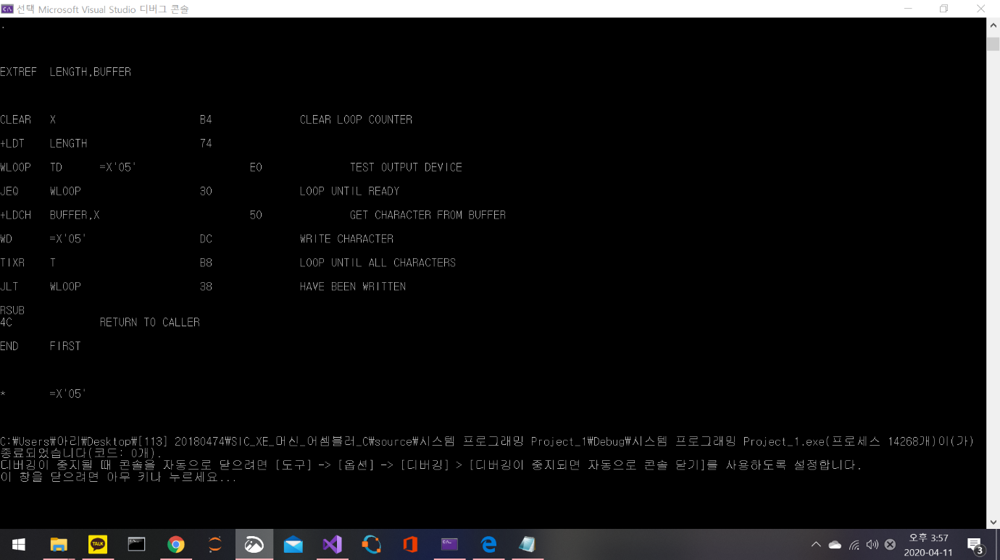 선택 Microsoft Visual Studio 디버그 콘솔
.
EXTREF LENGTH,BUFFER
CLEAR X B4 CLEAR LOOP COUNTER
+LDT LENGTH 74
WLOOP TD =X'05' E0 TEST OUTPUT DEVICE
JEQ WLOOP 30 LOOP UNTIL READY
+LDCH BUFFER,X 50 GET CHARACTER FROM BUFFER
WD =X'05' DC WRITE CHARACTER
TIXR T B8 LOOP UNTIL ALL CHARACTERS
JLT WLOOP 38 HAVE BEEN WRITTEN
RSUB
4C RETURN TO CALLER
END FIRST
* =X'05'
C:₩Users₩아리₩Desktop₩[113] 20180474₩SIC_XE_머신_어셈블러_C₩source₩시스템 프로그래밍 Project_1₩Debug₩시스템 프로그래밍 Project_1.exe(프로세스 14268개)이(가)
종료되었습니다(코드: 0개).
디버깅이 중지될 때 콘솔을 자동으로 닫으려면 [도구] -> [옵션] -> [디버깅] > [디버깅이 중지되면 자동으로 콘솔 닫기]를 사용하도록 설정합니다.
이 창을 닫으려면 아무 키나 누르세요...
TALK
오후 3:57
2020-04-11
3